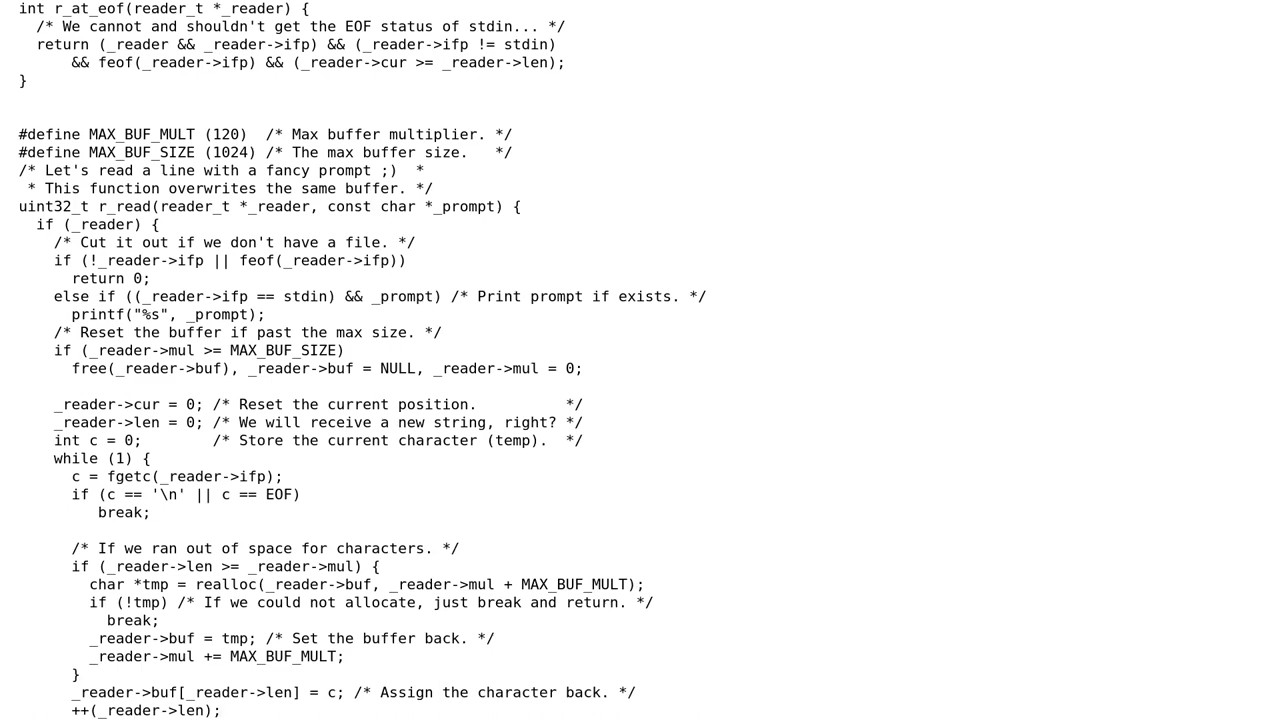 int r_at_eof(reader_t *_reader) {
  /* We cannot and shouldn't get the EOF status of stdin... */
  return (_reader && _reader->ifp) && (_reader->ifp != stdin)
      && feof(_reader->ifp) && (_reader->cur >= _reader->len);
}


#define MAX_BUF_MULT (120)  /* Max buffer multiplier. */
#define MAX_BUF_SIZE (1024) /* The max buffer size.   */
/* Let's read a line with a fancy prompt ;)  *
 * This function overwrites the same buffer. */
uint32_t r_read(reader_t *_reader, const char *_prompt) {
  if (_reader) {
    /* Cut it out if we don't have a file. */
    if (!_reader->ifp || feof(_reader->ifp))
      return 0;
    else if ((_reader->ifp == stdin) && _prompt) /* Print prompt if exists. */
      printf("%s", _prompt);
    /* Reset the buffer if past the max size. */
    if (_reader->mul >= MAX_BUF_SIZE)
      free(_reader->buf), _reader->buf = NULL, _reader->mul = 0;

    _reader->cur = 0; /* Reset the current position.          */
    _reader->len = 0; /* We will receive a new string, right? */
    int c = 0;        /* Store the current character (temp).  */
    while (1) {
      c = fgetc(_reader->ifp);
      if (c == '\n' || c == EOF)
         break;

      /* If we ran out of space for characters. */
      if (_reader->len >= _reader->mul) {
        char *tmp = realloc(_reader->buf, _reader->mul + MAX_BUF_MULT);
        if (!tmp) /* If we could not allocate, just break and return. */
          break;
        _reader->buf = tmp; /* Set the buffer back. */
        _reader->mul += MAX_BUF_MULT;
      }
      _reader->buf[_reader->len] = c; /* Assign the character back. */
      ++(_reader->len);